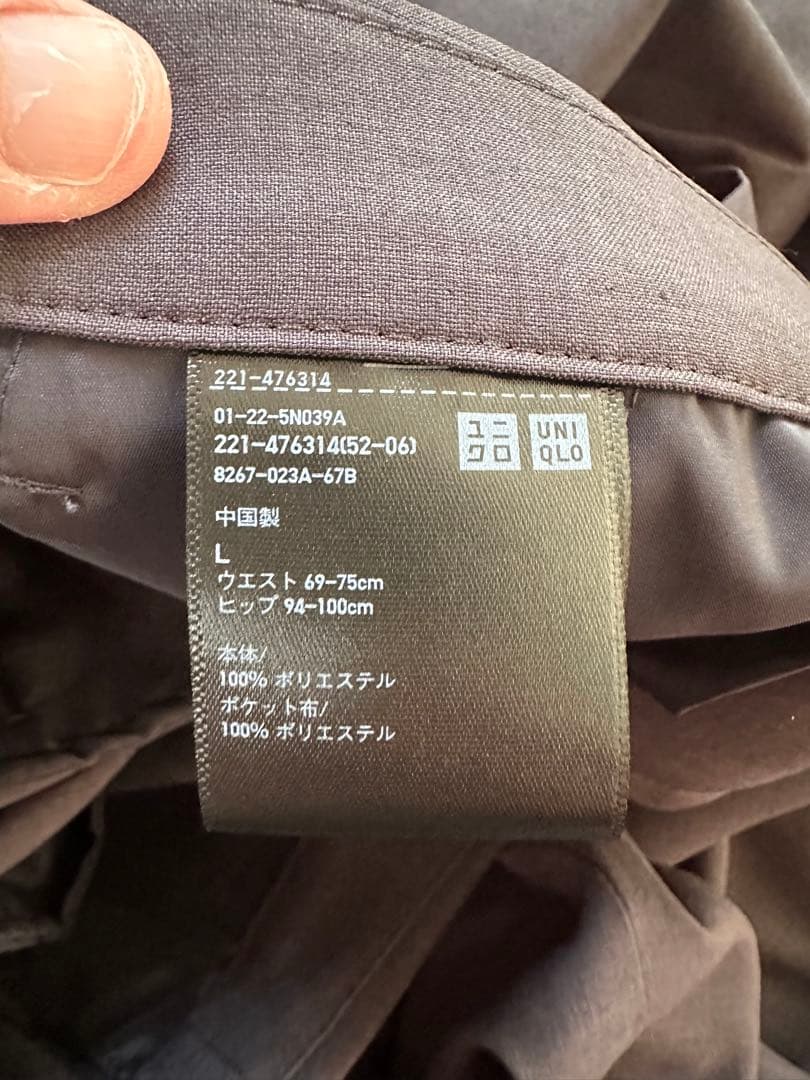 221-476314
01-22-5N039A
221-476314(52-06)
8267-023A-67B
ユニクロ
UNIQLO
中国製
L
ウエスト 69-75cm
ヒップ 94-100cm
本体/
100% ポリエステル
ポケット布/
100% ポリエステル